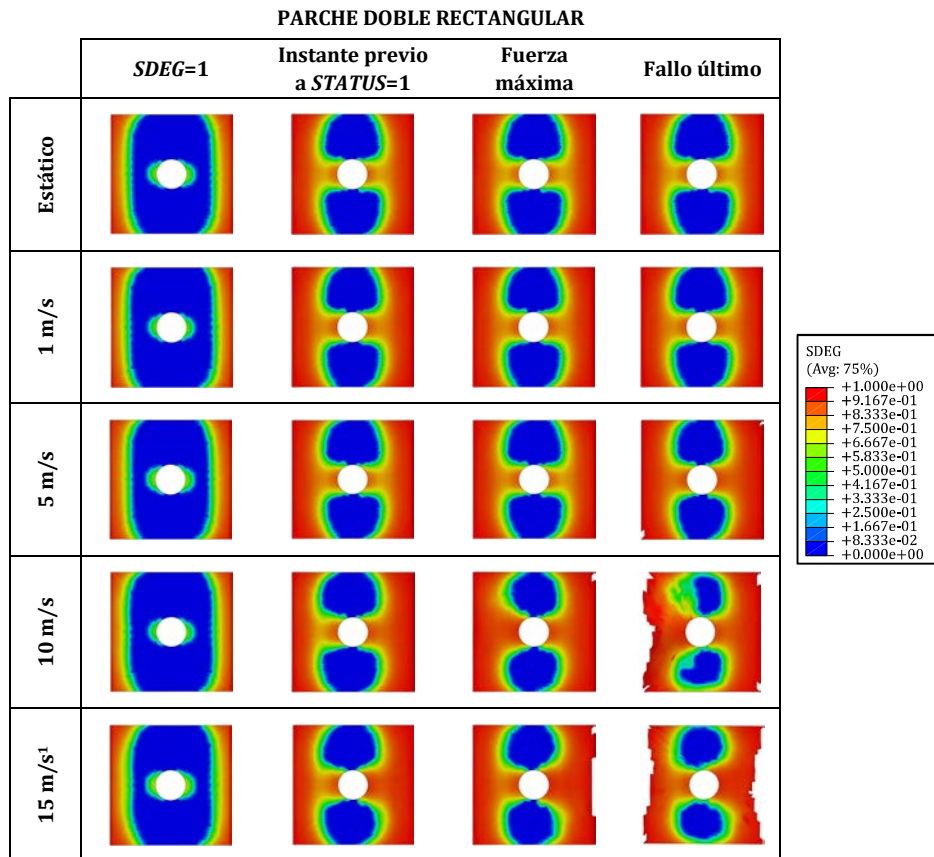 PARCHE DOBLE RECTANGULAR
SDEG=1
Instante previo
a STATUS=1
Fuerza
máxima
Fallo último
Estático
1 m/s
5 m/s
10 m/s
15 m/s¹
SDEG
(Avg: 75%)
+1.000e+00
+9.167e-01
+8.333e-01
+7.500e-01
+6.667e-01
+5.833e-01
+5.000e-01
+4.167e-01
+3.333e-01
+2.500e-01
+1.667e-01
+8.333e-02
+0.000e+00